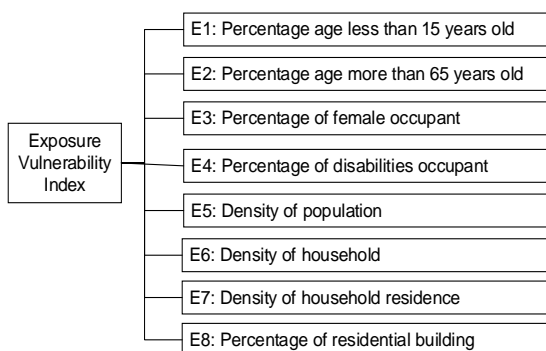 E1: Percentage age less than 15 years old
E2: Percentage age more than 65 years old
E3: Percentage of female occupant
Exposure
Vulnerability
Index
E4: Percentage of disabilities occupant
E5: Density of population
E6: Density of household
E7: Density of household residence
E8: Percentage of residential building